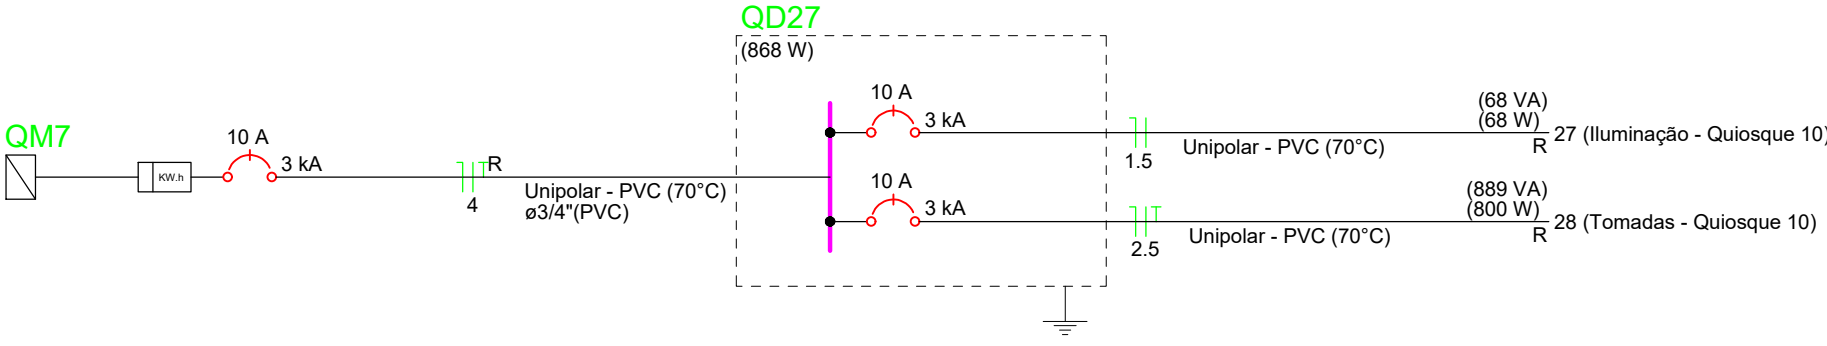 QD27
(868 W)
QM7
KW.h
10 A
3 kA
R
4
Unipolar - PVC (70°C)
ø3/4"(PVC)
10 A
3 kA
1.5
Unipolar - PVC (70°C)
(68 VA)
(68 W)
R
27 (Iluminação - Quiosque 10)
10 A
3 kA
2.5
Unipolar - PVC (70°C)
(889 VA)
(800 W)
R
28 (Tomadas - Quiosque 10)